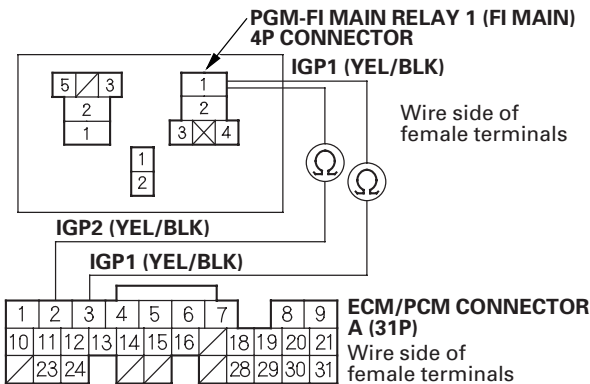 PGM-FI MAIN RELAY 1 (FI MAIN)
4P CONNECTOR
IGP1 (YEL/BLK)
5 3
1
2
2
1
3 4
Wire side of
female terminals
1
2
Ω
Ω
IGP2 (YEL/BLK)
IGP1 (YEL/BLK)
1 2 3 4 5 6 7 8 9
10 11 12 13 14 15 16 18 19 20 21
23 24 28 29 30 31
ECM/PCM CONNECTOR
A (31P)
Wire side of
female terminals